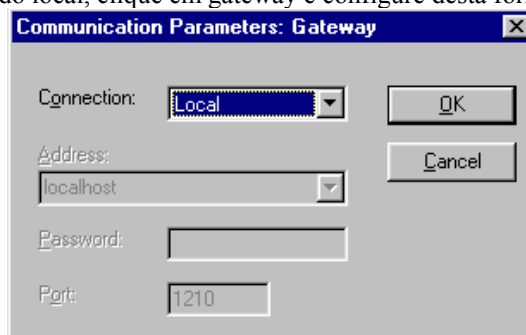 do local, clique em gateway e configure desta for
Communication Parameters: Gateway
Connection: Local OK
Address: Cancel
localhost
Password:
Port: 1210